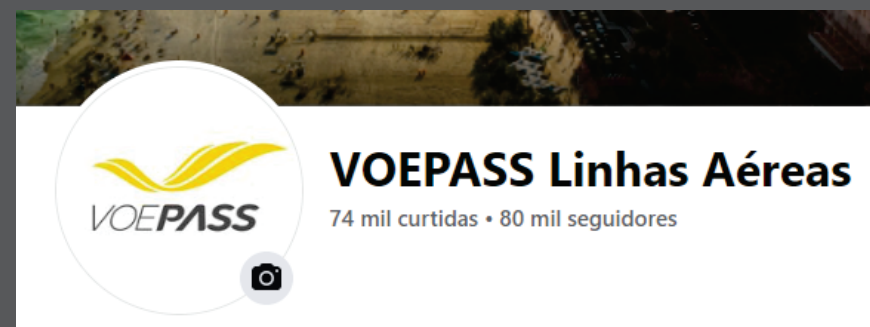 VOEPASS
VOEPASS Linhas Aéreas
74 mil curtidas • 80 mil seguidores